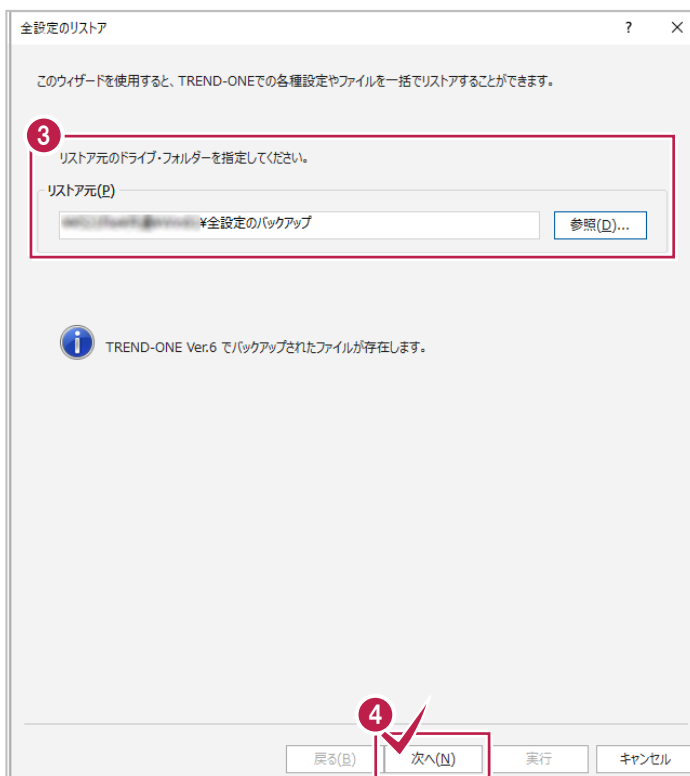 全設定のリストア ? ×
このウィザードを使用すると、TREND-ONEでの各種設定やファイルを一括でリストアすることができます。
3
リストア元のドライブ・フォルダーを指定してください。
リストア元(P)
¥全設定のバックアップ 参照(D)...
i TREND-ONE Ver.6 でバックアップされたファイルが存在します。
4
戻る(B) 次へ(N) 実行 キャンセル